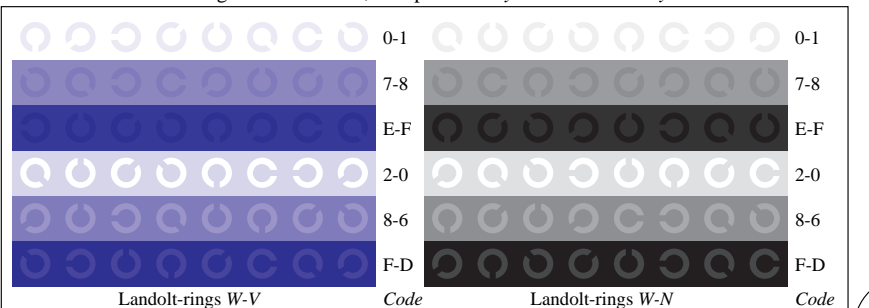 0-1 0-1
7-8 7-8
E-F E-F
2-0 2-0
8-6 8-6
F-D F-D
Landolt-rings W-V Code Landolt-rings W-N Code